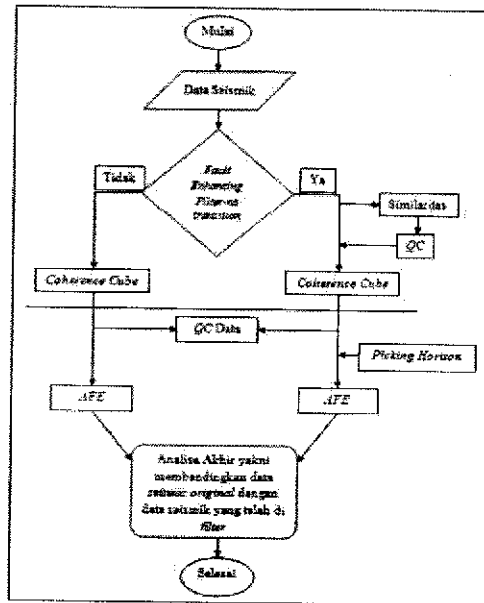 Mulai
Data Seismik
Fault
Enhancing
Tidak
Ya
Similaritas
QC
Coherence Cube
Coherence Cube
QC Data
Picking Horizon
AFE
AFE
Analisa Akhir yakni
membandingkan data
seismic original dengan
data seismik yang telah di
filter
Selesai